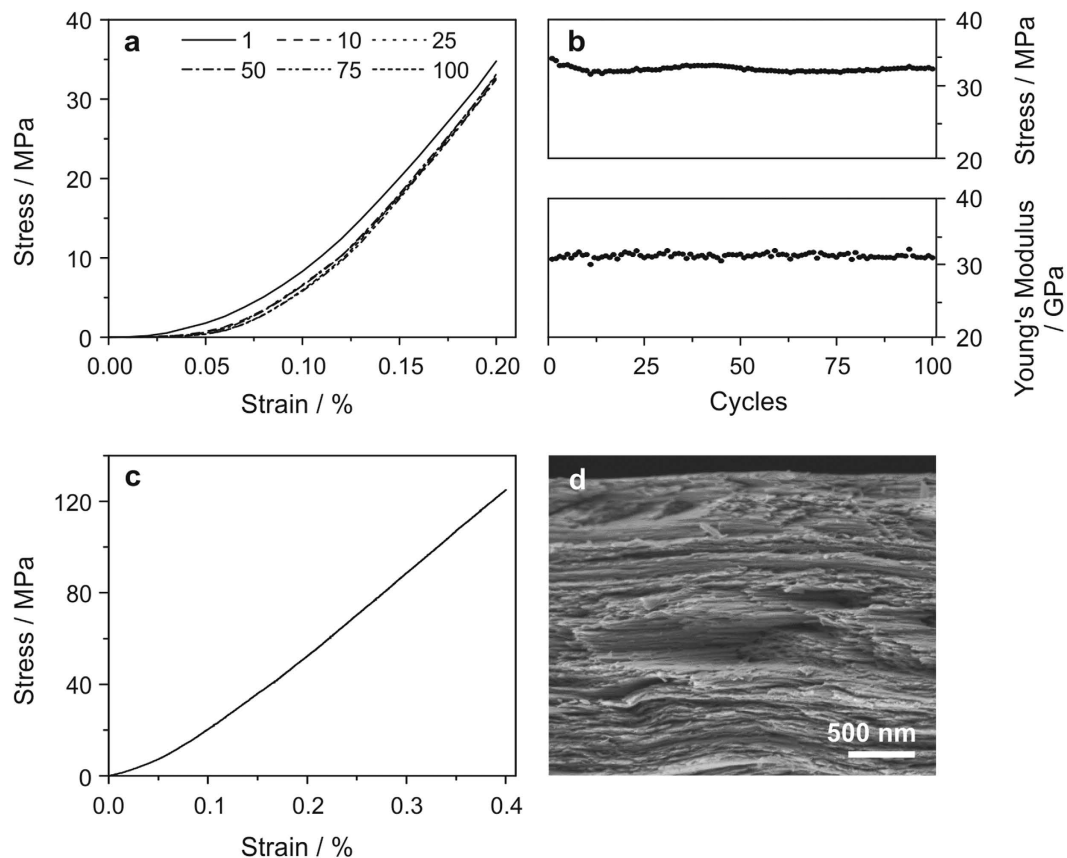 a
1 10 25
50 75 100
40
30
20
10
0
Stress / MPa
0.00 0.05 0.10 0.15 0.20
Strain / %
b
40
30
20
Stress / MPa
40
30
20
Young's Modulus
/ GPa
0 25 50 75 100
Cycles
c
120
80
40
0
Stress / MPa
0.0 0.1 0.2 0.3 0.4
Strain / %
d
500 nm